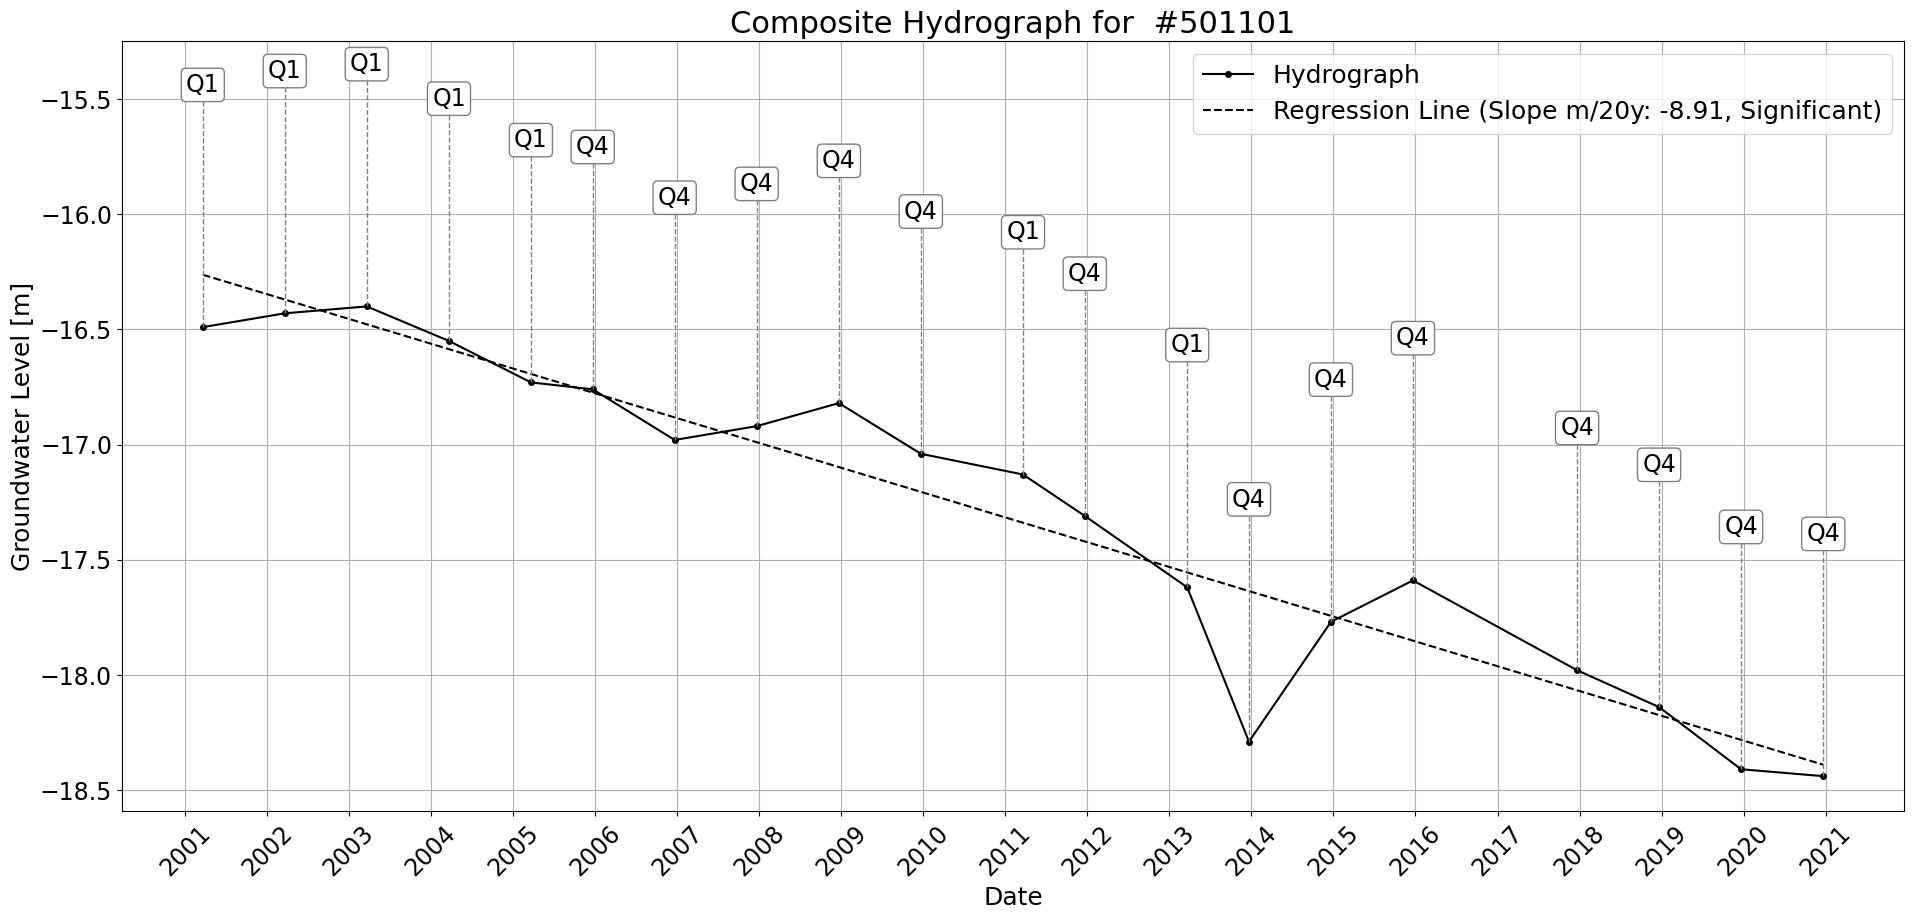 Composite Hydrograph for  #501101
Hydrograph
Regression Line (Slope m/20y: -8.91, Significant)
Q1
Q1
Q1
Q1
Q1
Q4
Q4
Q4
Q4
Q4
Q1
Q4
Q1
Q4
Q4
Q4
Q4
Q4
Q4
Q4
Groundwater Level [m]
−15.5
−16.0
−16.5
−17.0
−17.5
−18.0
−18.5
2001
2002
2003
2004
2005
2006
2007
2008
2009
2010
2011
2012
2013
2014
2015
2016
2017
2018
2019
2020
2021
Date